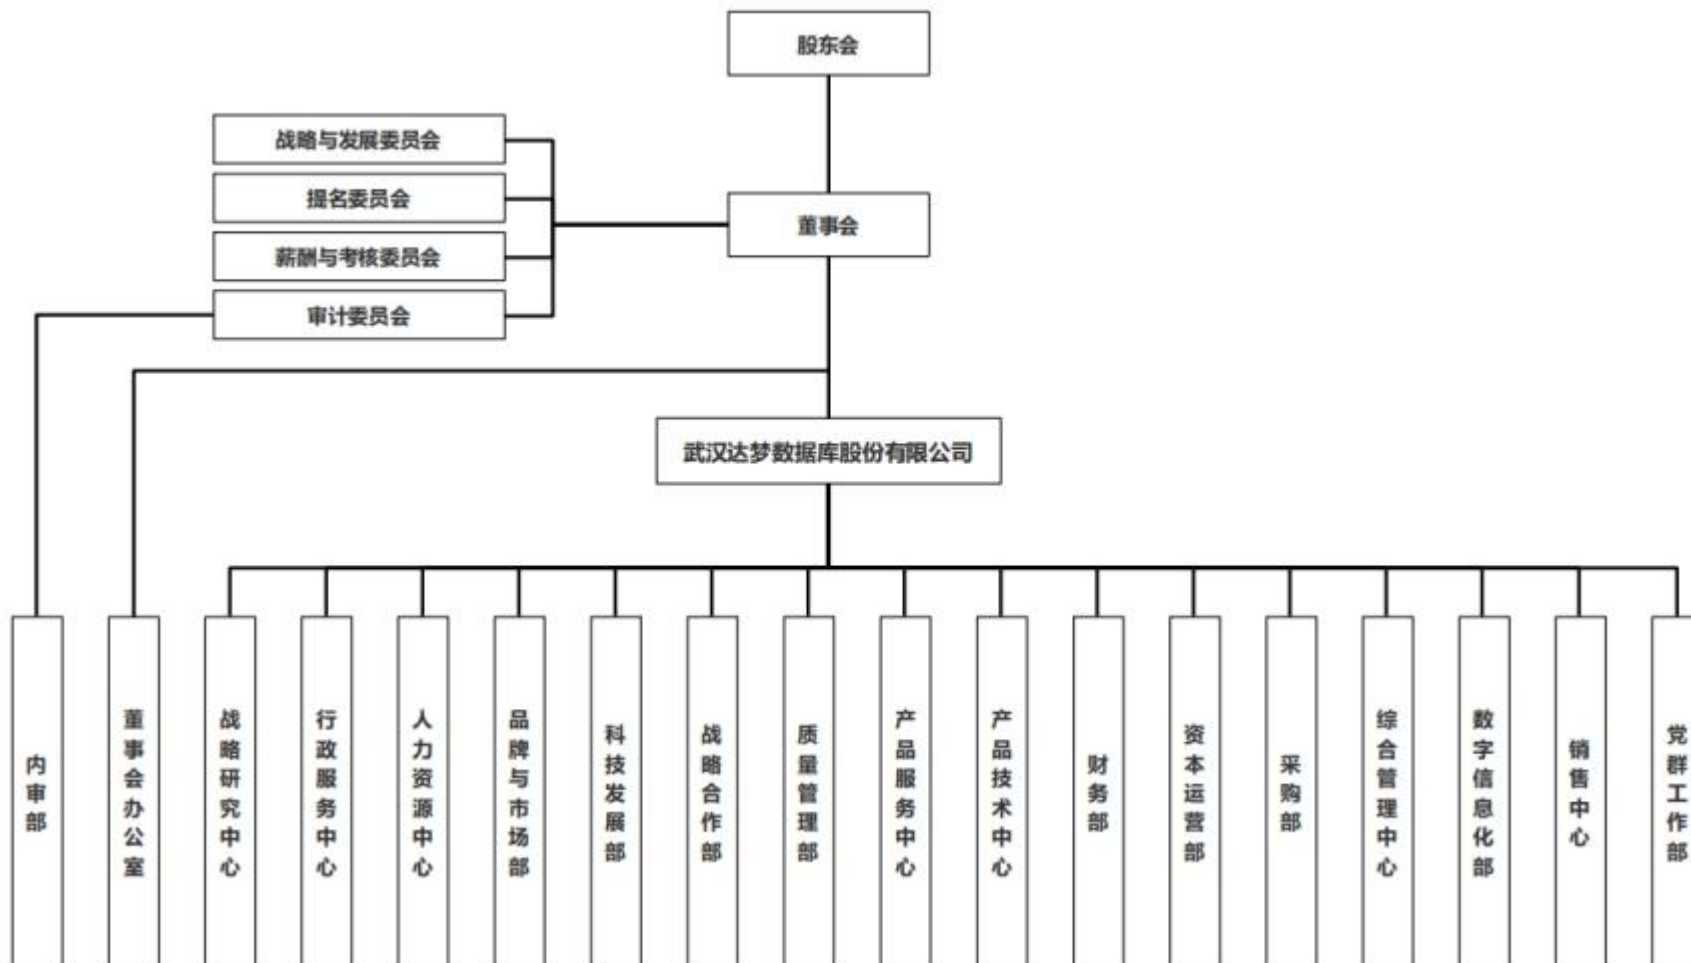 股东会
战略与发展委员会
提名委员会
董事会
薪酬与考核委员会
审计委员会
武汉达梦数据库股份有限公司
内审部
董事会办公室
战略研究中心
行政服务中心
人力资源中心
品牌与市场部
科技发展部
战略合作部
质量管理部
产品服务中心
产品技术中心
财务部
资本运营部
采购部
综合管理中心
数字信息化部
销售中心
党群工作部